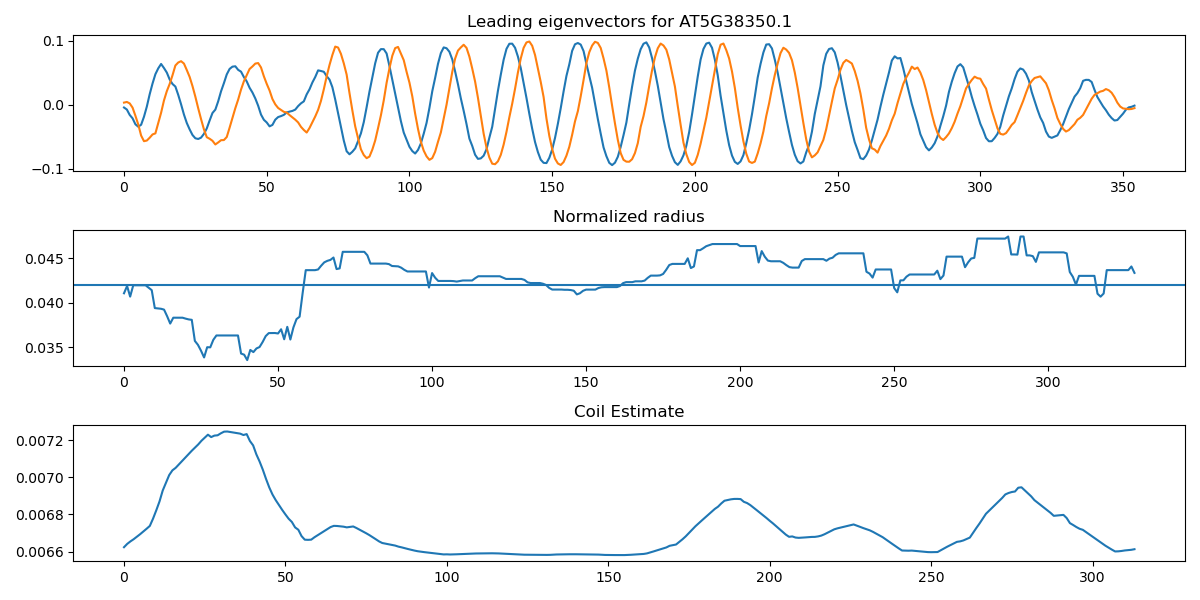 Leading eigenvectors for AT5G38350.1
0.1
0.0
−0.1
0 50 100 150 200 250 300 350
Normalized radius
0.045
0.040
0.035
0 50 100 150 200 250 300
Coil Estimate
0.0072
0.0070
0.0068
0.0066
0 50 100 150 200 250 300